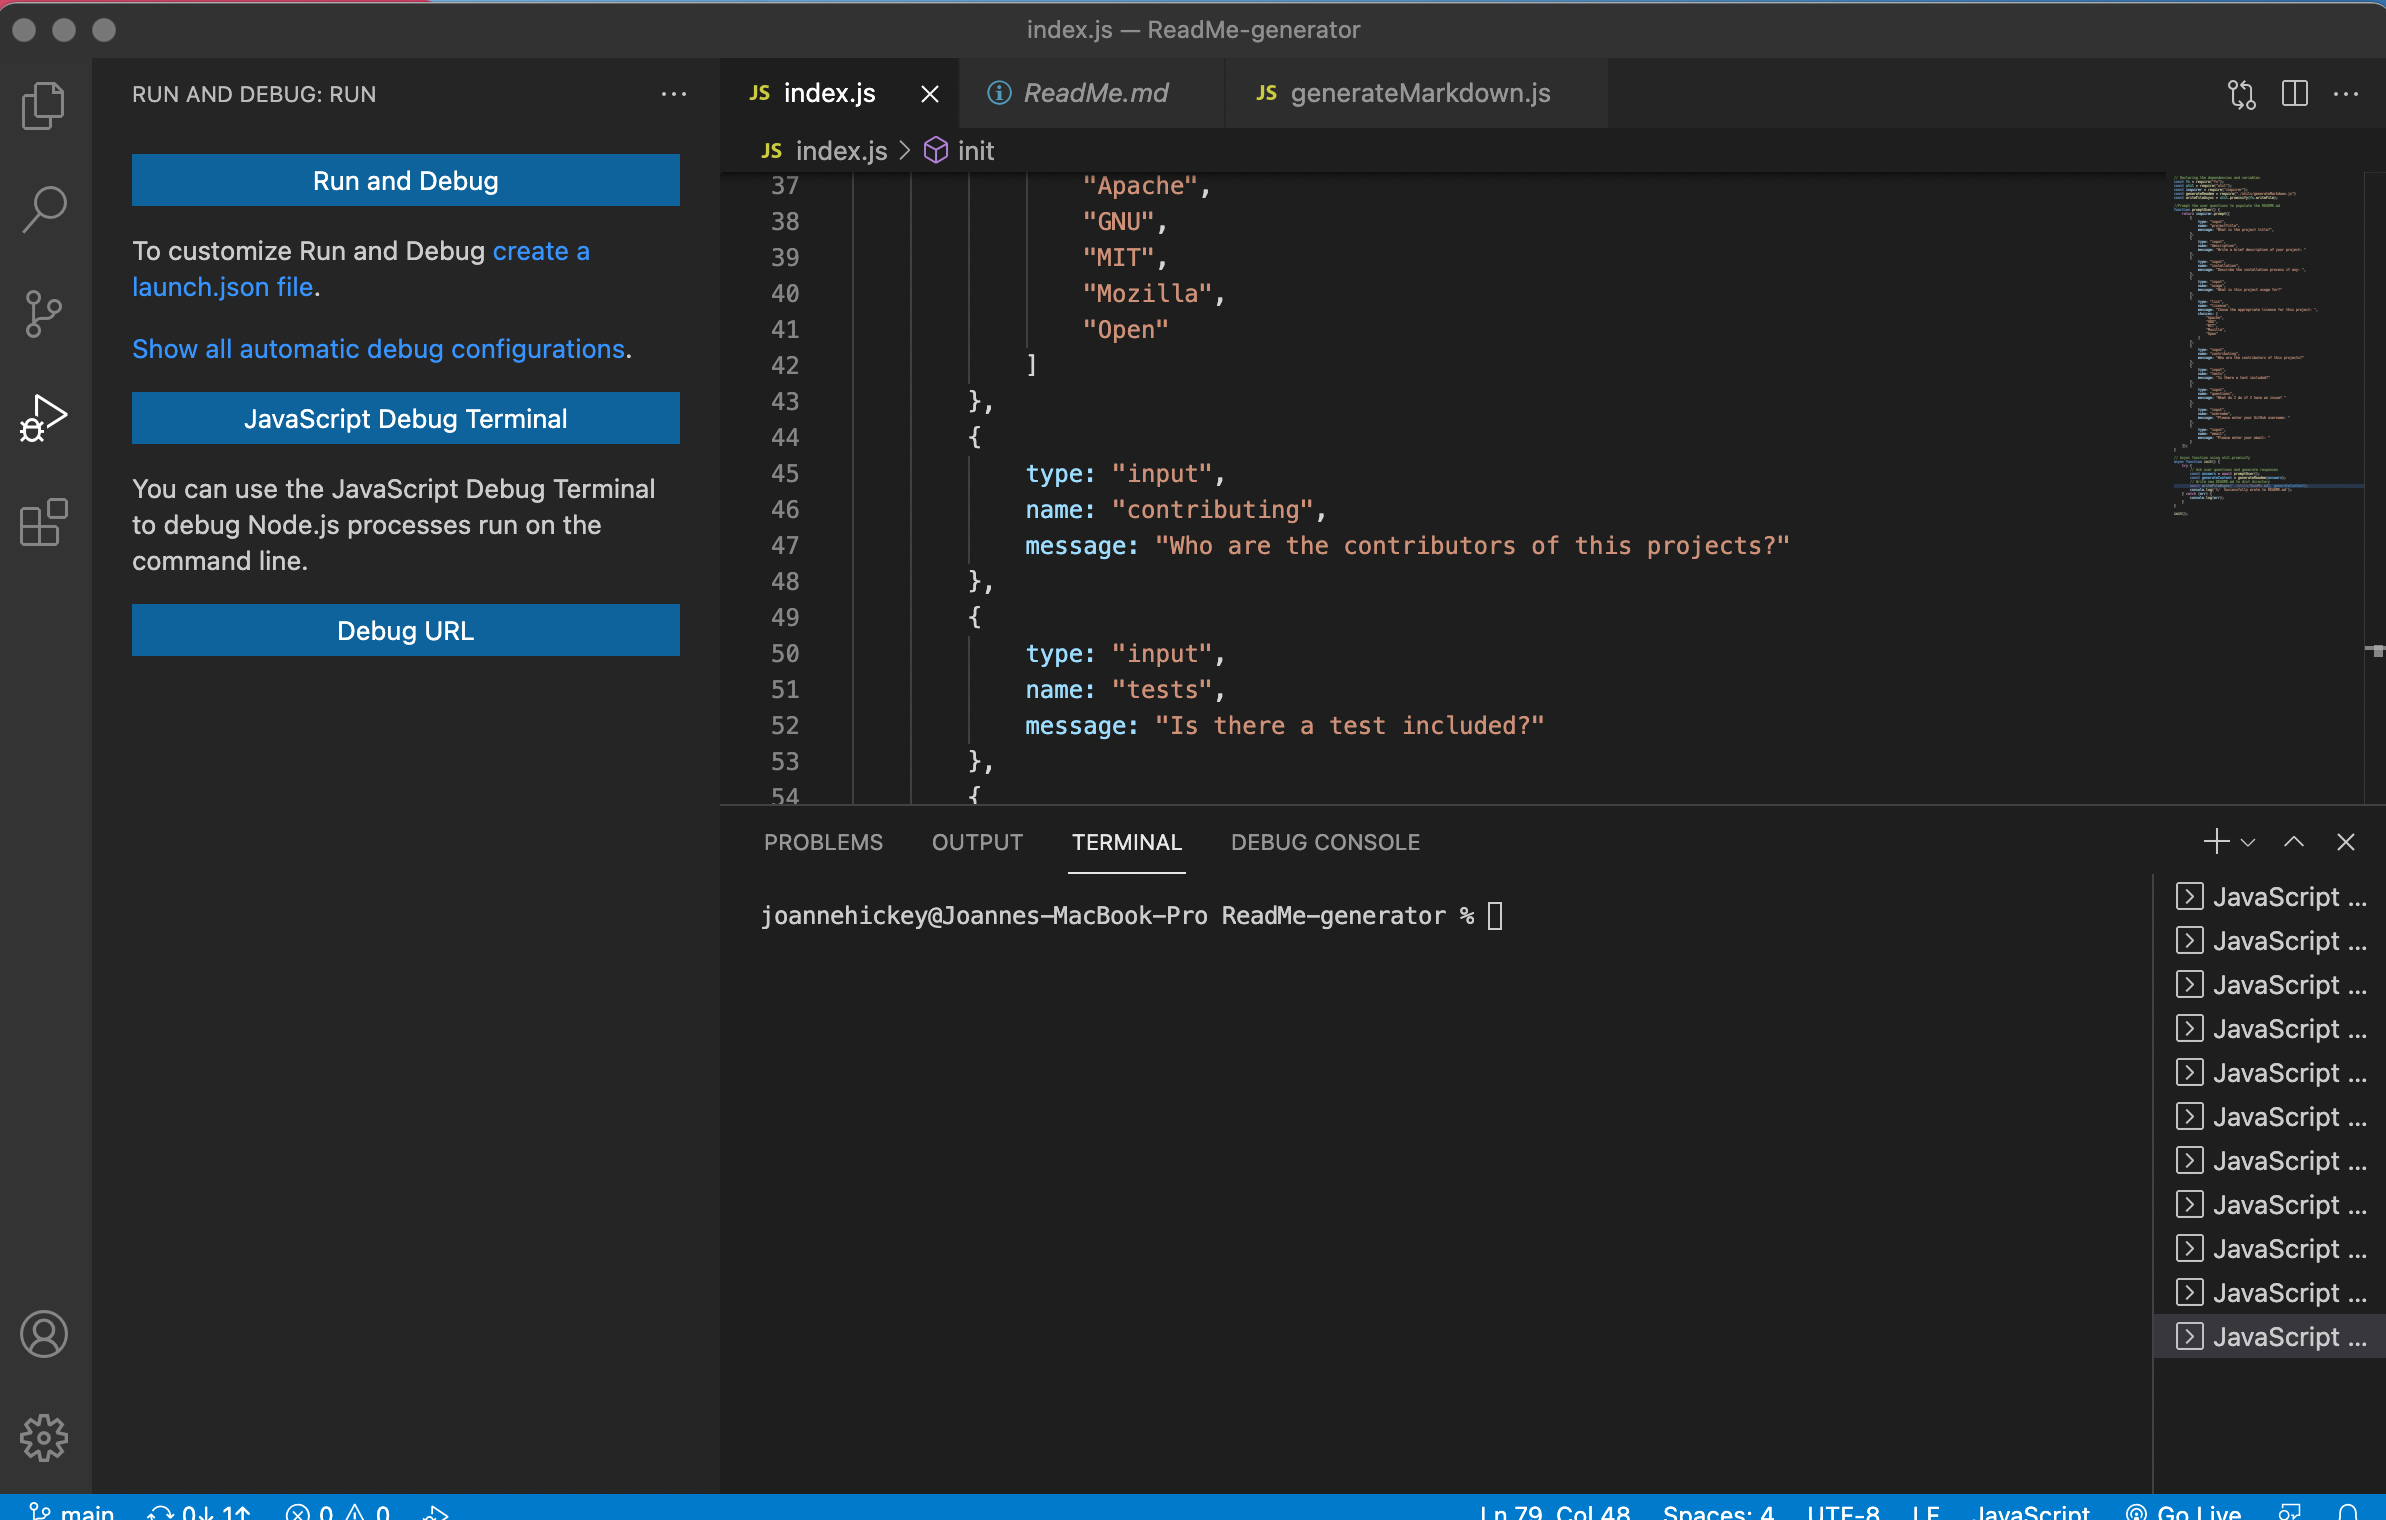 index.js — ReadMe-generator
RUN AND DEBUG: RUN
Run and Debug
To customize Run and Debug create a
launch.json file.
Show all automatic debug configurations.
JavaScript Debug Terminal
You can use the JavaScript Debug Terminal
to debug Node.js processes run on the
command line.
Debug URL
JS index.js
ReadMe.md
JS generateMarkdown.js
JS index.js > init
37 "Apache",
38 "GNU",
39 "MIT",
40 "Mozilla",
41 "Open"
42 ]
43 },
44 {
45 type: "input",
46 name: "contributing",
47 message: "Who are the contributors of this projects?"
48 },
49 {
50 type: "input",
51 name: "tests",
52 message: "Is there a test included?"
53 },
54 {
PROBLEMS OUTPUT TERMINAL DEBUG CONSOLE
joannehickey@Joannes-MacBook-Pro ReadMe-generator %
JavaScript ...
JavaScript ...
JavaScript ...
JavaScript ...
JavaScript ...
JavaScript ...
JavaScript ...
JavaScript ...
JavaScript ...
JavaScript ...
JavaScript ...
main 0↓ 1↑ 0 0 Ln 79, Col 48 Spaces: 4 UTF-8 LF JavaScript Go Live